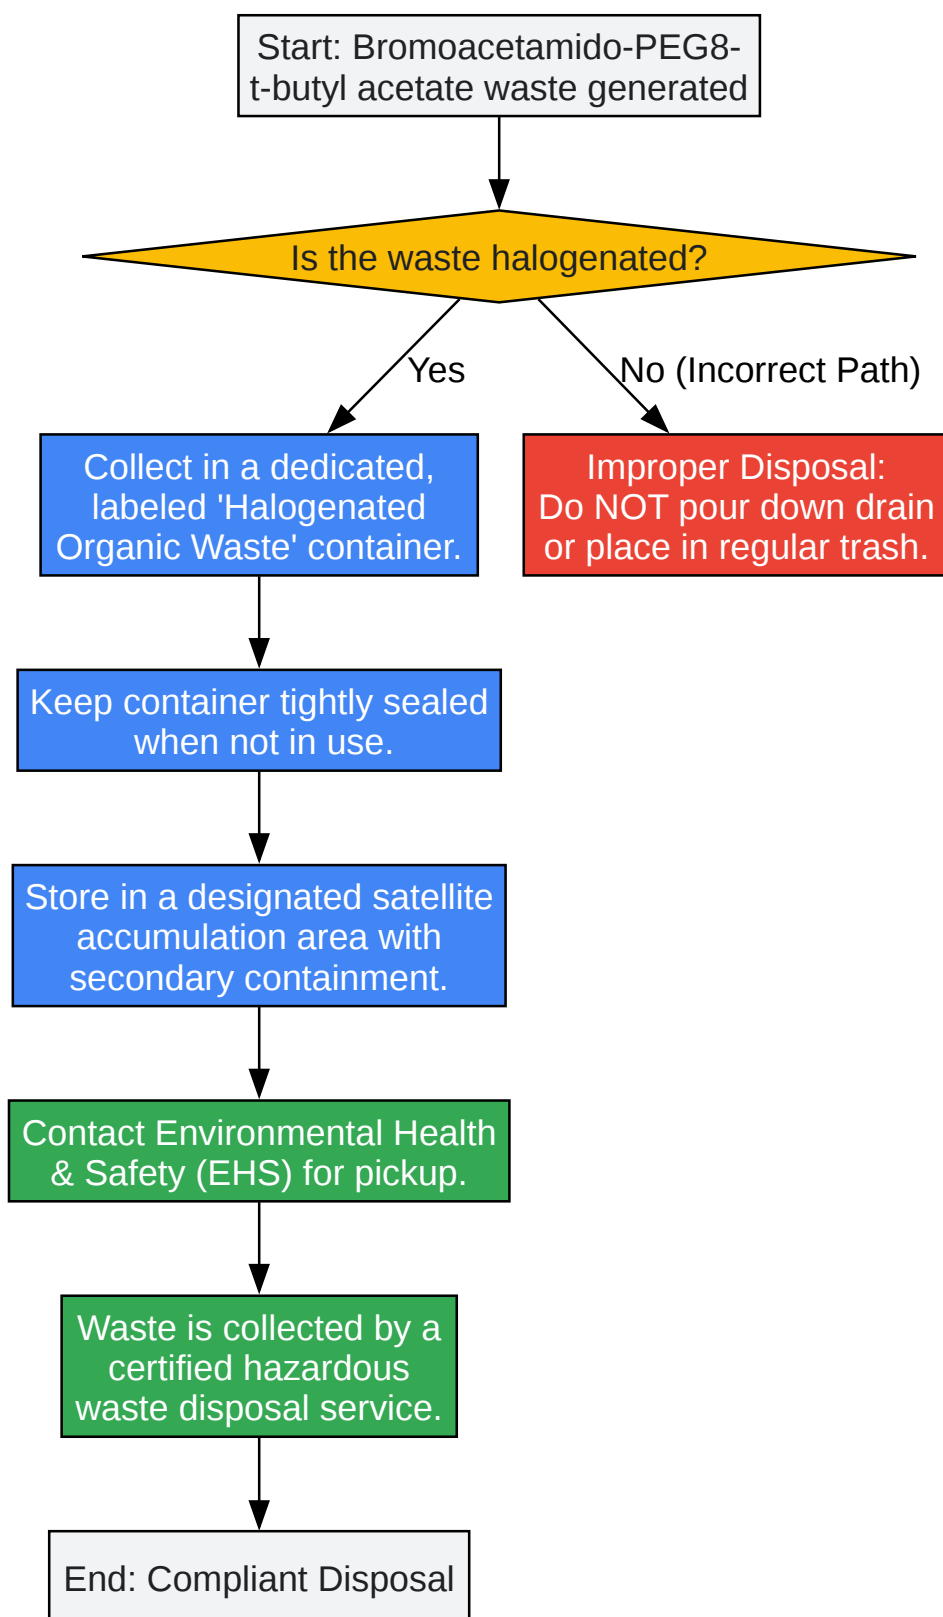 Start: Bromoacetamido-PEG8-
t-butyl acetate waste generated
Is the waste halogenated?
Yes
No (Incorrect Path)
Collect in a dedicated,
labeled 'Halogenated
Organic Waste' container.
Improper Disposal:
Do NOT pour down drain
or place in regular trash.
Keep container tightly sealed
when not in use.
Store in a designated satellite
accumulation area with
secondary containment.
Contact Environmental Health
& Safety (EHS) for pickup.
Waste is collected by a
certified hazardous
waste disposal service.
End: Compliant Disposal